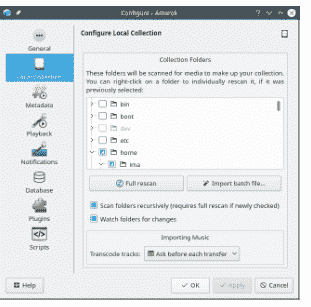 Configure - Amarok
General
Local Collection
Metadata
Playback
Notifications
Database
Plugins
Scripts
Configure Local Collection
Collection Folders
These folders will be scanned for media to make up your collection.
You can right-click on a folder to individually rescan it, if it was
previously selected:
bin
boot
dev
etc
home
ima
Full rescan
Import batch file...
Scan folders recursively (requires full rescan if newly checked)
Watch folders for changes
Importing Music
Transcode tracks:
Ask before each transfer
Help
OK
Apply
Cancel